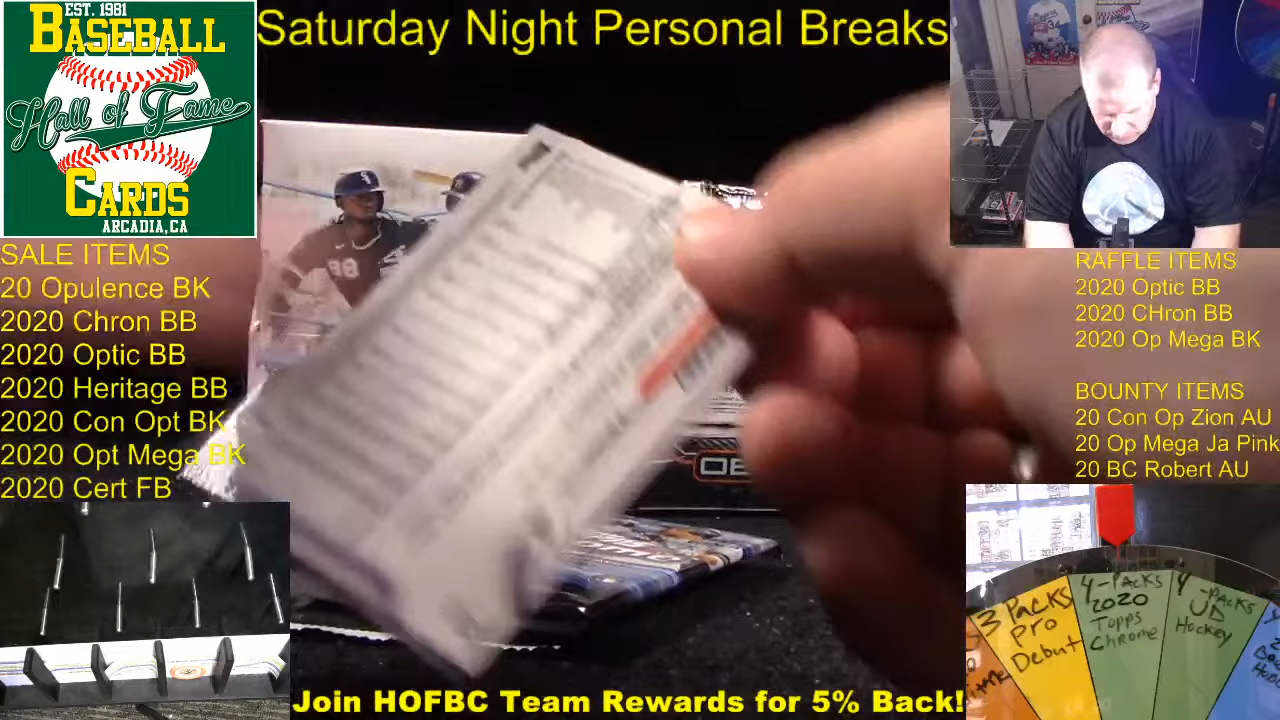 EST. 1981
BASEBALL
Hall of Fame
CARDS
ARCADIA,CA
Saturday Night Personal Breaks
SALE ITEMS
20 Opulence BK
2020 Chron BB
2020 Optic BB
2020 Heritage BB
2020 Con Opt BK
2020 Opt Mega BK
2020 Cert FB
RAFFLE ITEMS
2020 Optic BB
2020 CHron BB
2020 Op Mega BK
BOUNTY ITEMS
20 Con Op Zion AU
20 Op Mega Ja Pink
20 BC Robert AU
88
3 PACKS
PRO
DEBUT
4-PACKS
2020
TOPPS
CHROME
4-PACKS
UD
HOCKEY
Join HOFBC Team Rewards for 5% Back!